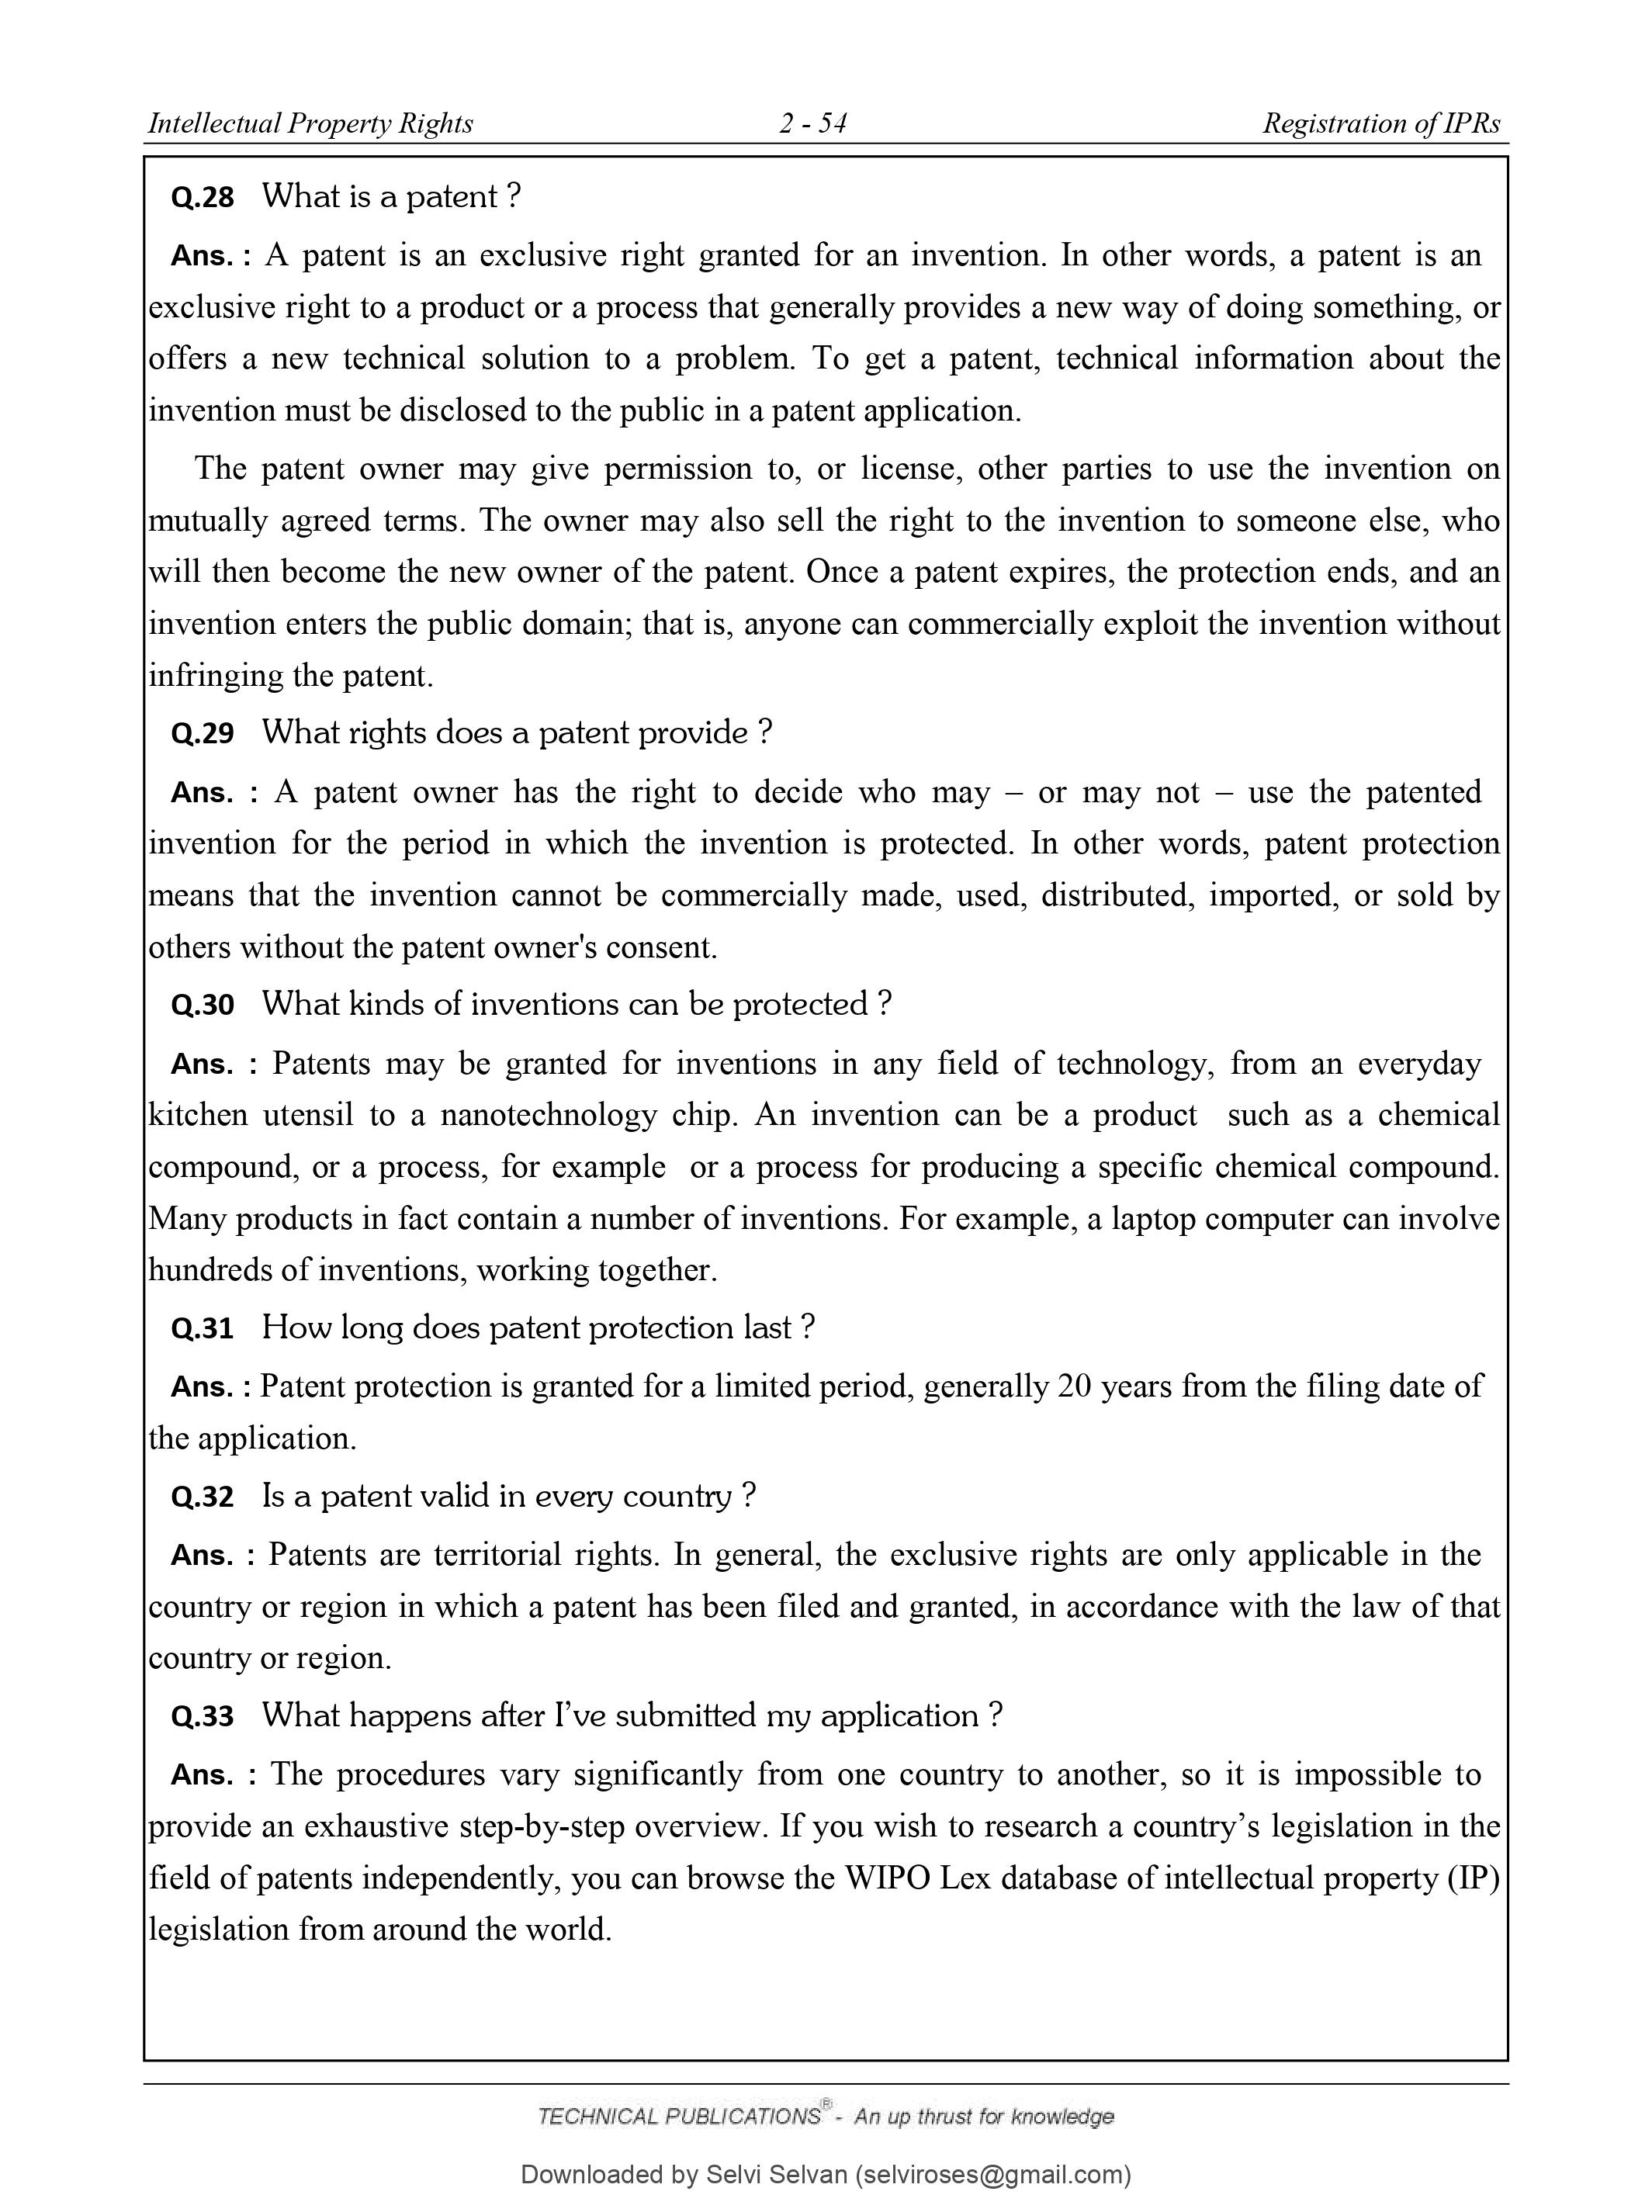 Intellectual Property Rights 2 - 54 Registration of IPRs
Q.28 What is a patent ?
Ans. : A patent is an exclusive right granted for an invention. In other words, a patent is an
exclusive right to a product or a process that generally provides a new way of doing something, or
offers a new technical solution to a problem. To get a patent, technical information about the
invention must be disclosed to the public in a patent application.
The patent owner may give permission to, or license, other parties to use the invention on
mutually agreed terms. The owner may also sell the right to the invention to someone else, who
will then become the new owner of the patent. Once a patent expires, the protection ends, and an
invention enters the public domain; that is, anyone can commercially exploit the invention without
infringing the patent.
Q.29 What rights does a patent provide ?
Ans. : A patent owner has the right to decide who may – or may not – use the patented
invention for the period in which the invention is protected. In other words, patent protection
means that the invention cannot be commercially made, used, distributed, imported, or sold by
others without the patent owner's consent.
Q.30 What kinds of inventions can be protected ?
Ans. : Patents may be granted for inventions in any field of technology, from an everyday
kitchen utensil to a nanotechnology chip. An invention can be a product such as a chemical
compound, or a process, for example or a process for producing a specific chemical compound.
Many products in fact contain a number of inventions. For example, a laptop computer can involve
hundreds of inventions, working together.
Q.31 How long does patent protection last ?
Ans. : Patent protection is granted for a limited period, generally 20 years from the filing date of
the application.
Q.32 Is a patent valid in every country ?
Ans. : Patents are territorial rights. In general, the exclusive rights are only applicable in the
country or region in which a patent has been filed and granted, in accordance with the law of that
country or region.
Q.33 What happens after I’ve submitted my application ?
Ans. : The procedures vary significantly from one country to another, so it is impossible to
provide an exhaustive step-by-step overview. If you wish to research a country’s legislation in the
field of patents independently, you can browse the WIPO Lex database of intellectual property (IP)
legislation from around the world.
TECHNICAL PUBLICATIONS® - An up thrust for knowledge
Downloaded by Selvi Selvan (selviroses@gmail.com)